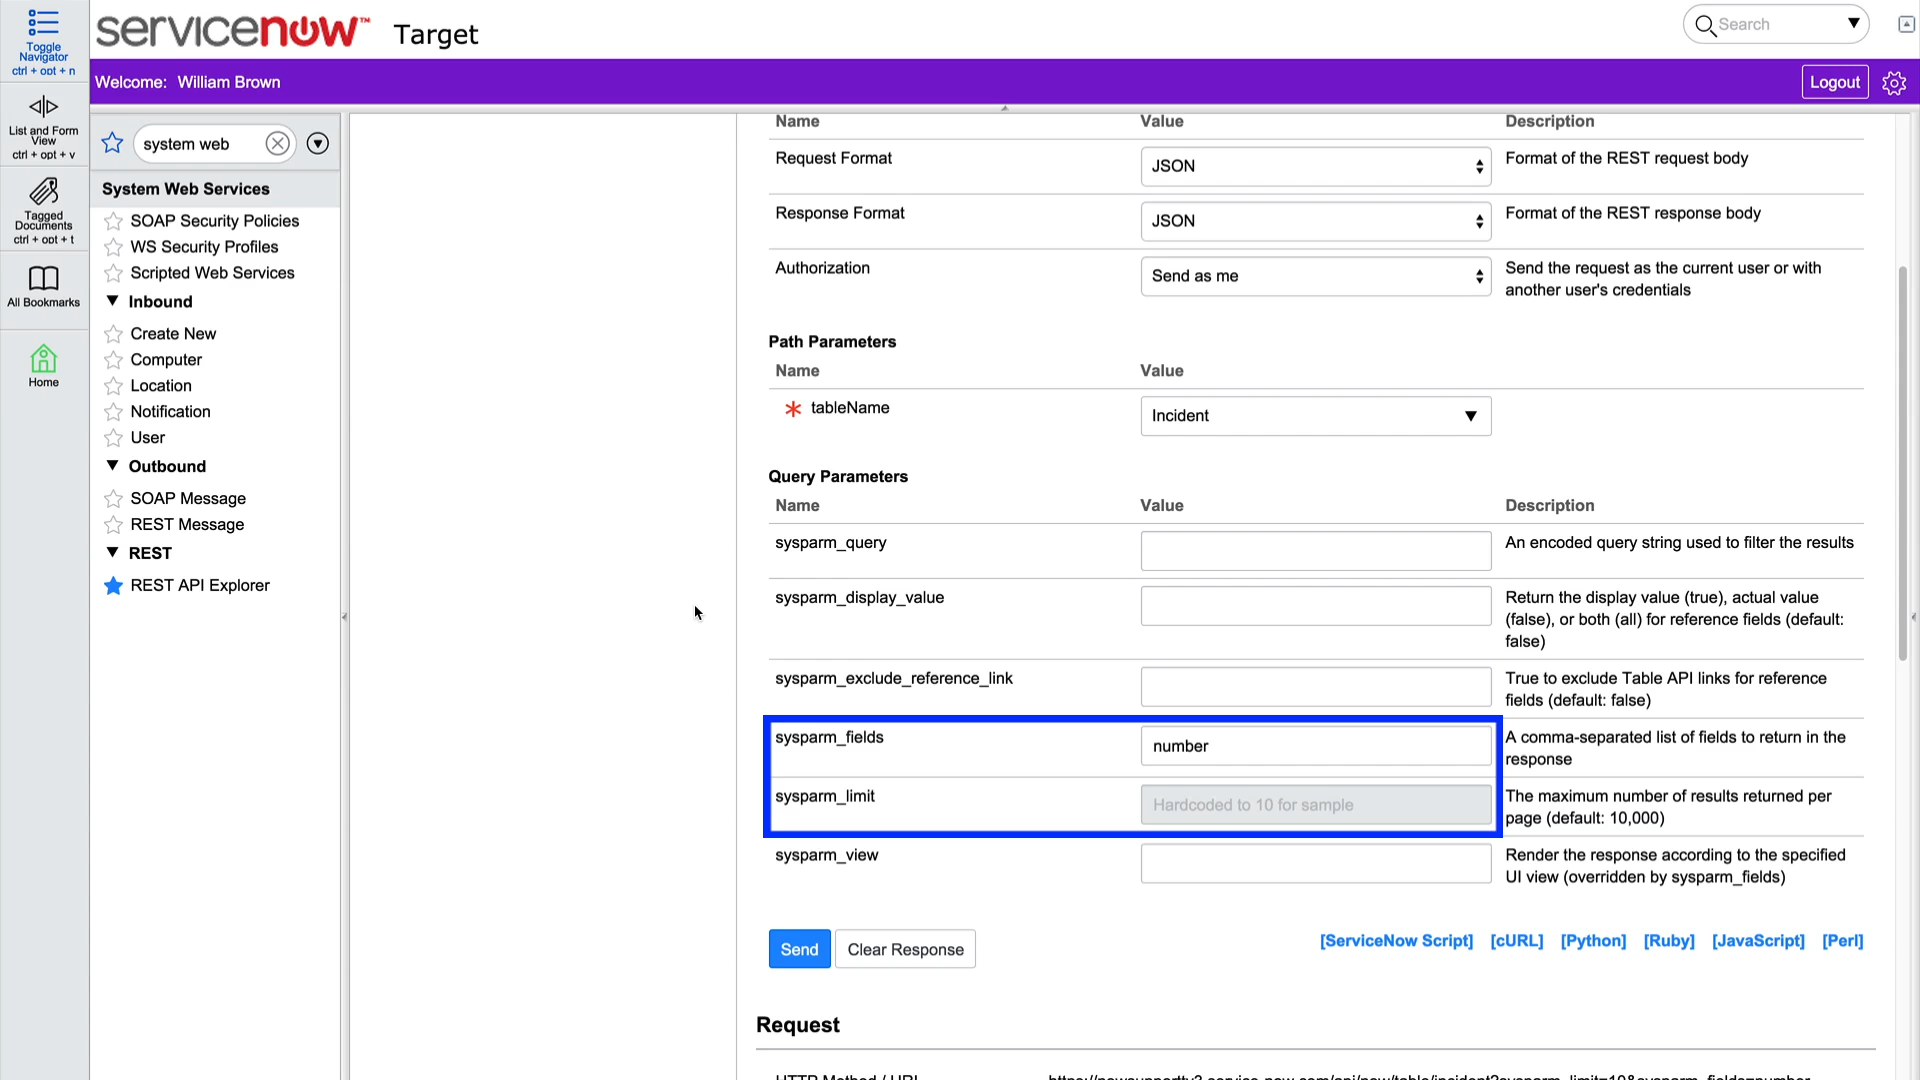 Toggle
Navigator
ctrl + opt + n
servicenow™ Target
Search
Welcome: William Brown
Logout
List and Form
View
ctrl + opt + v
Tagged
Documents
ctrl + opt + t
All Bookmarks
Home
system web
System Web Services
SOAP Security Policies
WS Security Profiles
Scripted Web Services
Inbound
Create New
Computer
Location
Notification
User
Outbound
SOAP Message
REST Message
REST
REST API Explorer
Name Value Description
Request Format JSON Format of the REST request body
Response Format JSON Format of the REST response body
Authorization Send as me Send the request as the current user or with
another user's credentials
Path Parameters
Name Value
tableName Incident
Query Parameters
Name Value Description
sysparm_query An encoded query string used to filter the results
sysparm_display_value Return the display value (true), actual value
(false), or both (all) for reference fields (default:
false)
sysparm_exclude_reference_link True to exclude Table API links for reference
fields (default: false)
sysparm_fields number A comma-separated list of fields to return in the
response
sysparm_limit Hardcoded to 10 for sample The maximum number of results returned per
page (default: 10,000)
sysparm_view Render the response according to the specified
UI view (overridden by sysparm_fields)
Send Clear Response [ServiceNow Script] [cURL] [Python] [Ruby] [JavaScript] [Perl]
Request
HTTP Method / URI